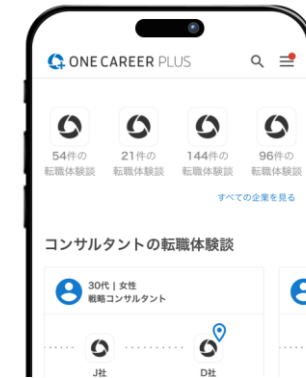 ONE CAREER PLUS
54件の 21件の 144件の 96件の
転職体験談 転職体験談 転職体験談 転職体験談
すべての企業を見る
コンサルタントの転職体験談
30代 | 女性
戦略コンサルタント
J社 D社